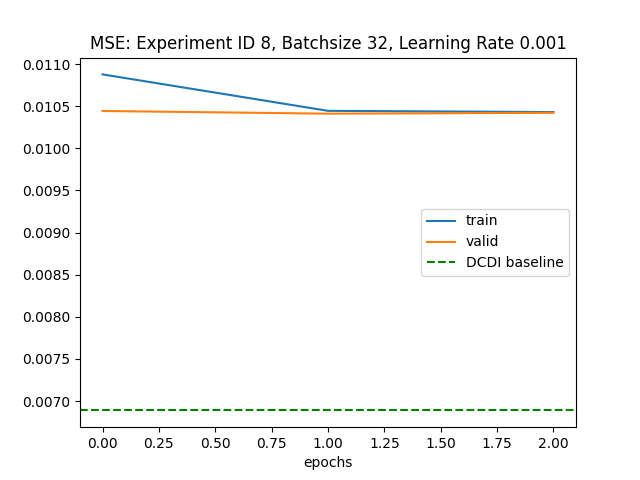 MSE: Experiment ID 8, Batchsize 32, Learning Rate 0.001
0.0110
0.0105
0.0100
0.0095
0.0090
0.0085
0.0080
0.0075
0.0070
train
valid
DCDI baseline
0.00 0.25 0.50 0.75 1.00 1.25 1.50 1.75 2.00
epochs